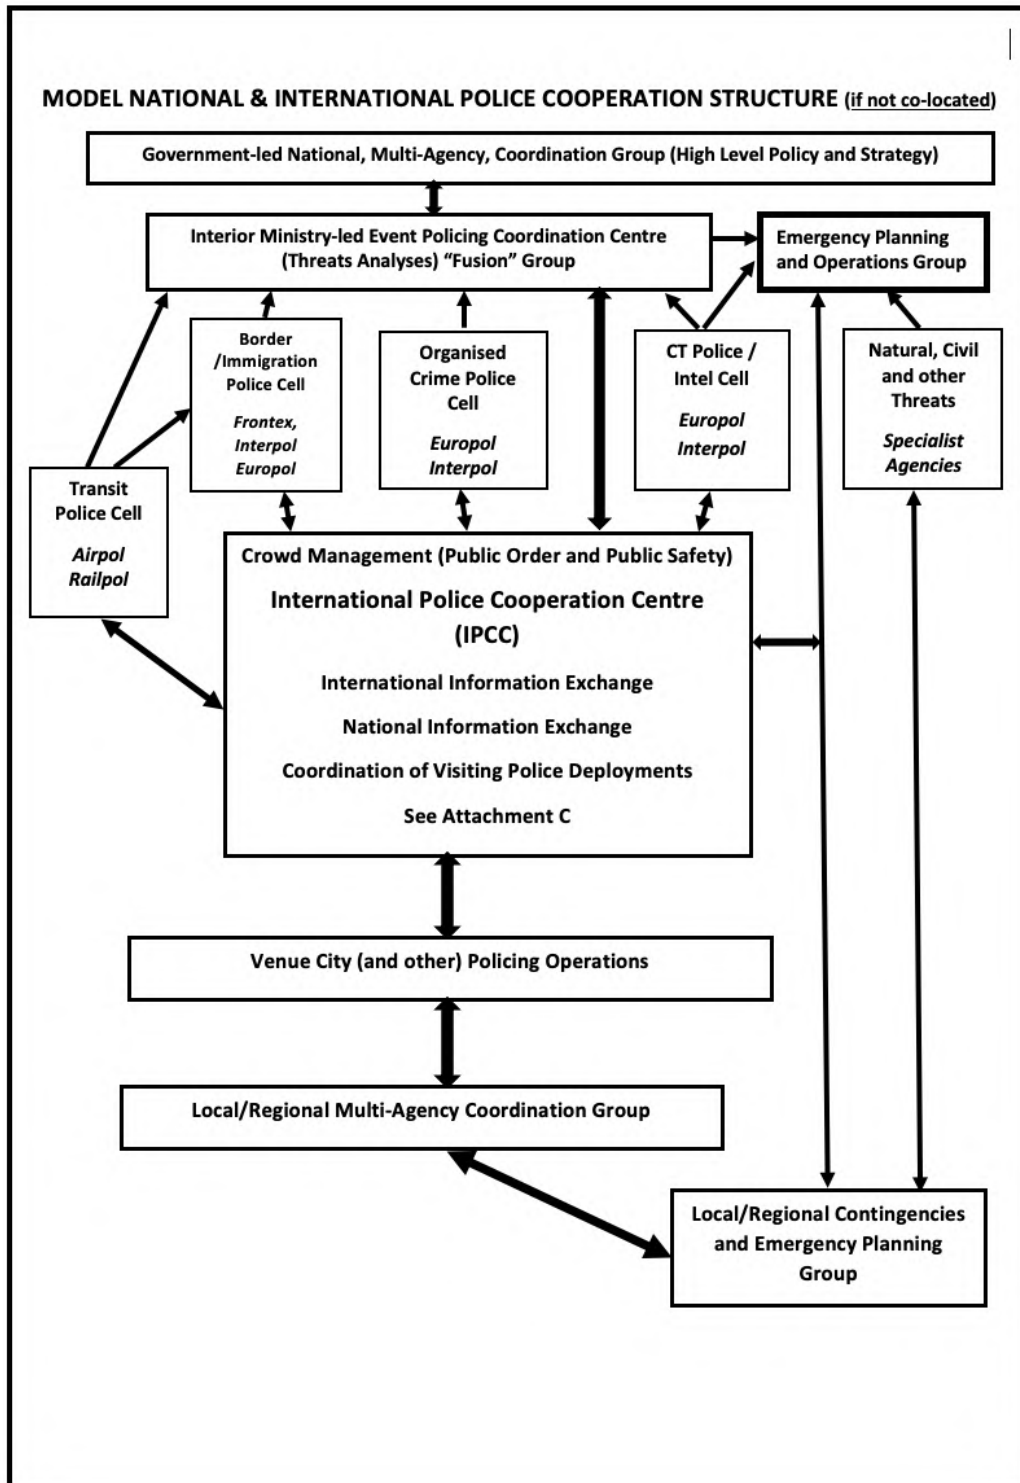 MODEL NATIONAL & INTERNATIONAL POLICE COOPERATION STRUCTURE (if not co-located)
Government-led National, Multi-Agency, Coordination Group (High Level Policy and Strategy)
Interior Ministry-led Event Policing Coordination Centre
(Threats Analyses) “Fusion” Group
Emergency Planning
and Operations Group
Border
/Immigration
Police Cell
Frontex,
Interpol
Europol
Organised
Crime Police
Cell
Europol
Interpol
CT Police /
Intel Cell
Europol
Interpol
Natural, Civil
and other
Threats
Specialist
Agencies
Transit
Police Cell
Airpol
Railpol
Crowd Management (Public Order and Public Safety)
International Police Cooperation Centre
(IPCC)
International Information Exchange
National Information Exchange
Coordination of Visiting Police Deployments
See Attachment C
Venue City (and other) Policing Operations
Local/Regional Multi-Agency Coordination Group
Local/Regional Contingencies
and Emergency Planning
Group